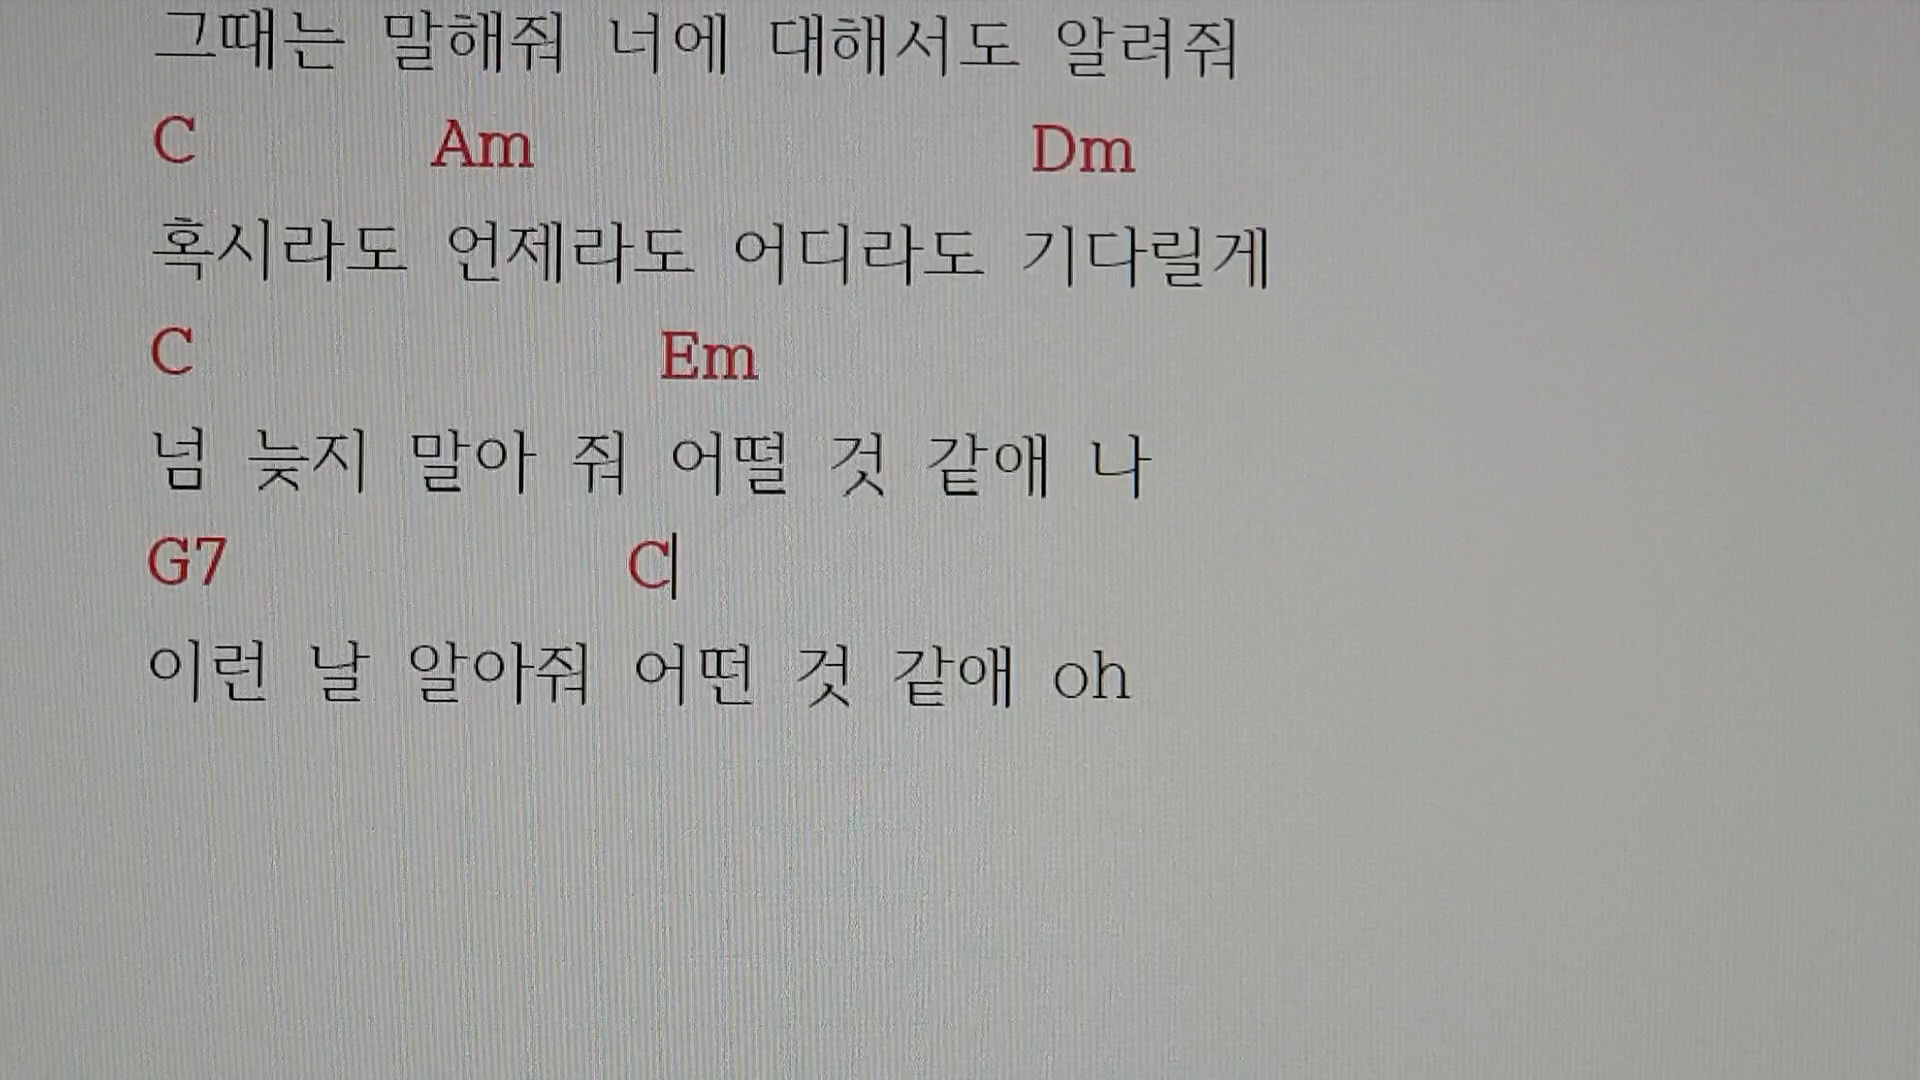 그때는 말해줘 너에 대해서도 알려줘
C Am Dm
혹시라도 언제라도 어디라도 기다릴게
C Em
넘 늦지 말아 줘 어떨 것 같애 나
G7 C
이런 날 알아줘 어떤 것 같애 oh